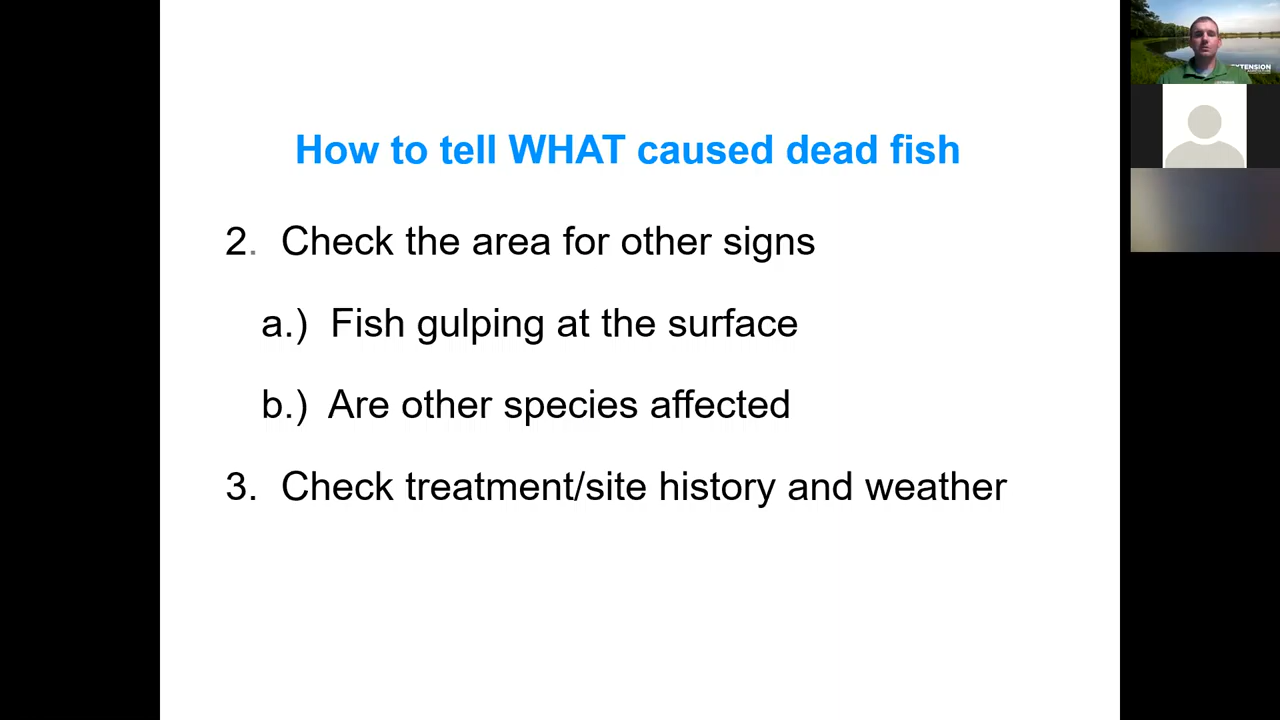 How to tell WHAT caused dead fish
2. Check the area for other signs
a.) Fish gulping at the surface
b.) Are other species affected
3. Check treatment/site history and weather
EXTENSION